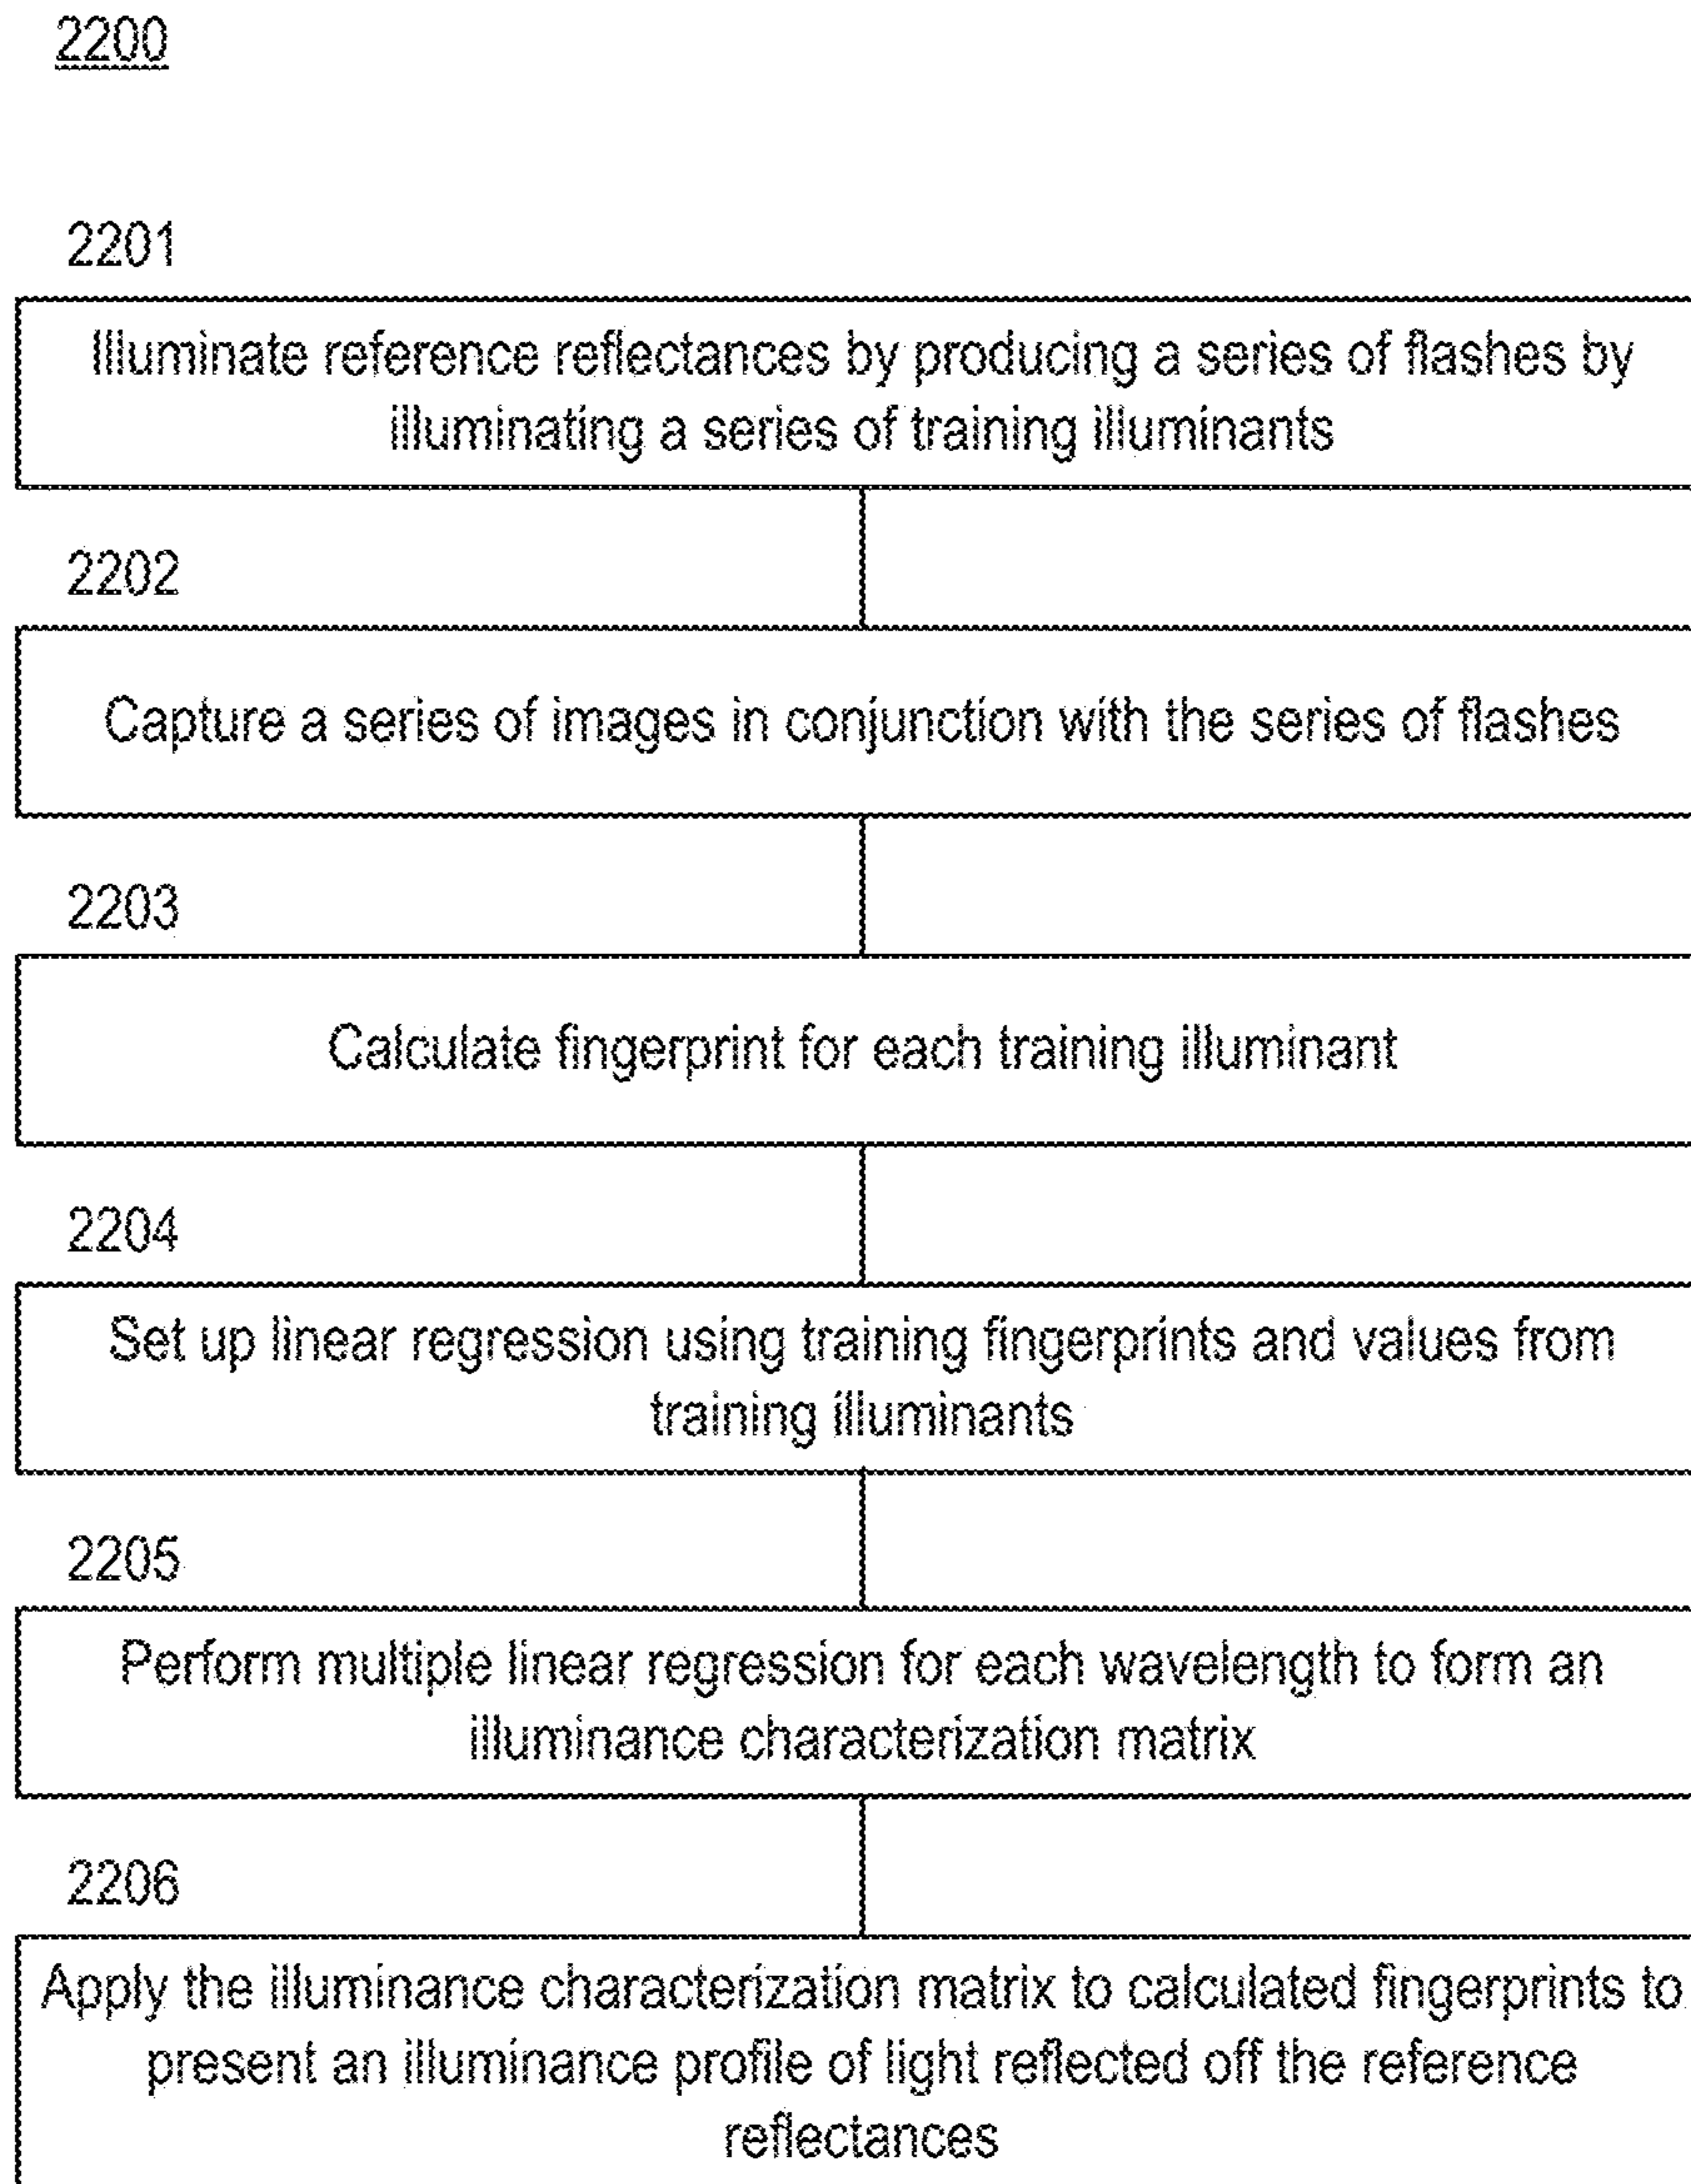 2200
2201
Illuminate reference reflectances by producing a series of flashes by
illuminating a series of training illuminants
2202
Capture a series of images in conjunction with the series of flashes
2203
Calculate fingerprint for each training illuminant
2204
Set up linear regression using training fingerprints and values from
training illuminants
2205
Perform multiple linear regression for each wavelength to form an
illuminance characterization matrix
2206
Apply the illuminance characterization matrix to calculated fingerprints to
present an illuminance profile of light reflected off the reference
reflectances